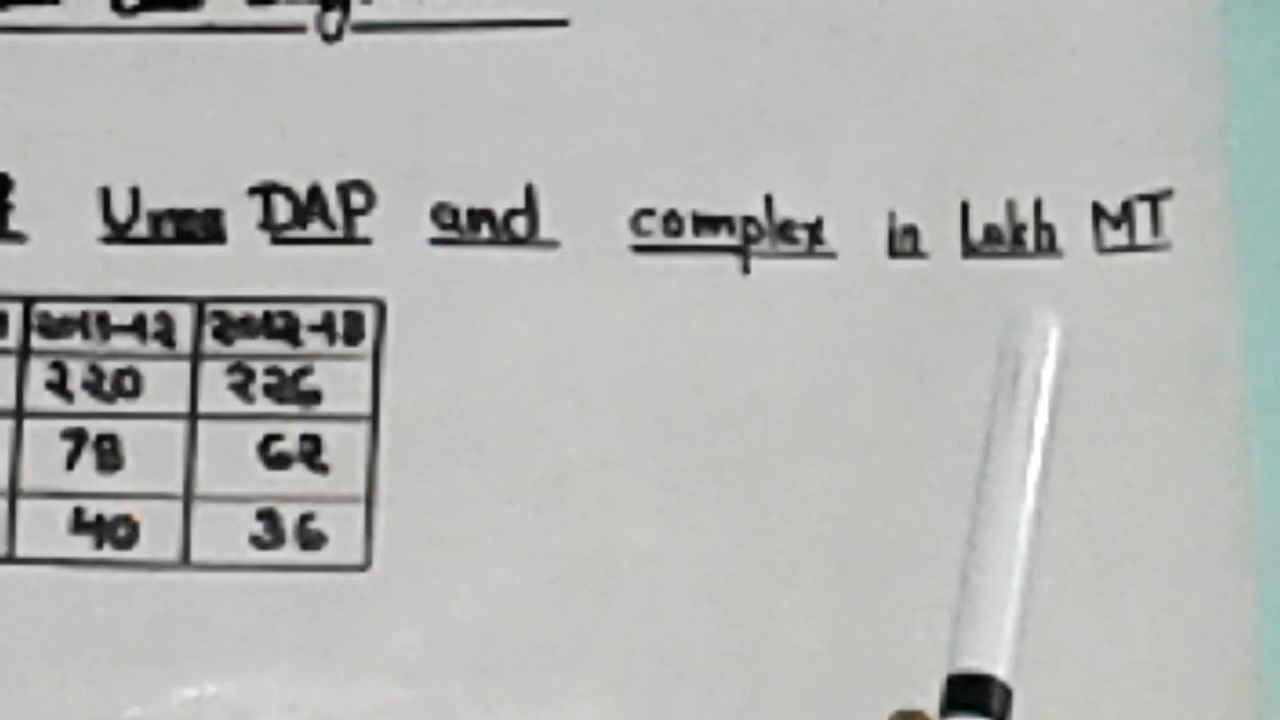 Urea DAP and complex in Lakh MT
2011-12 2012-13
220 226
78 62
40 36